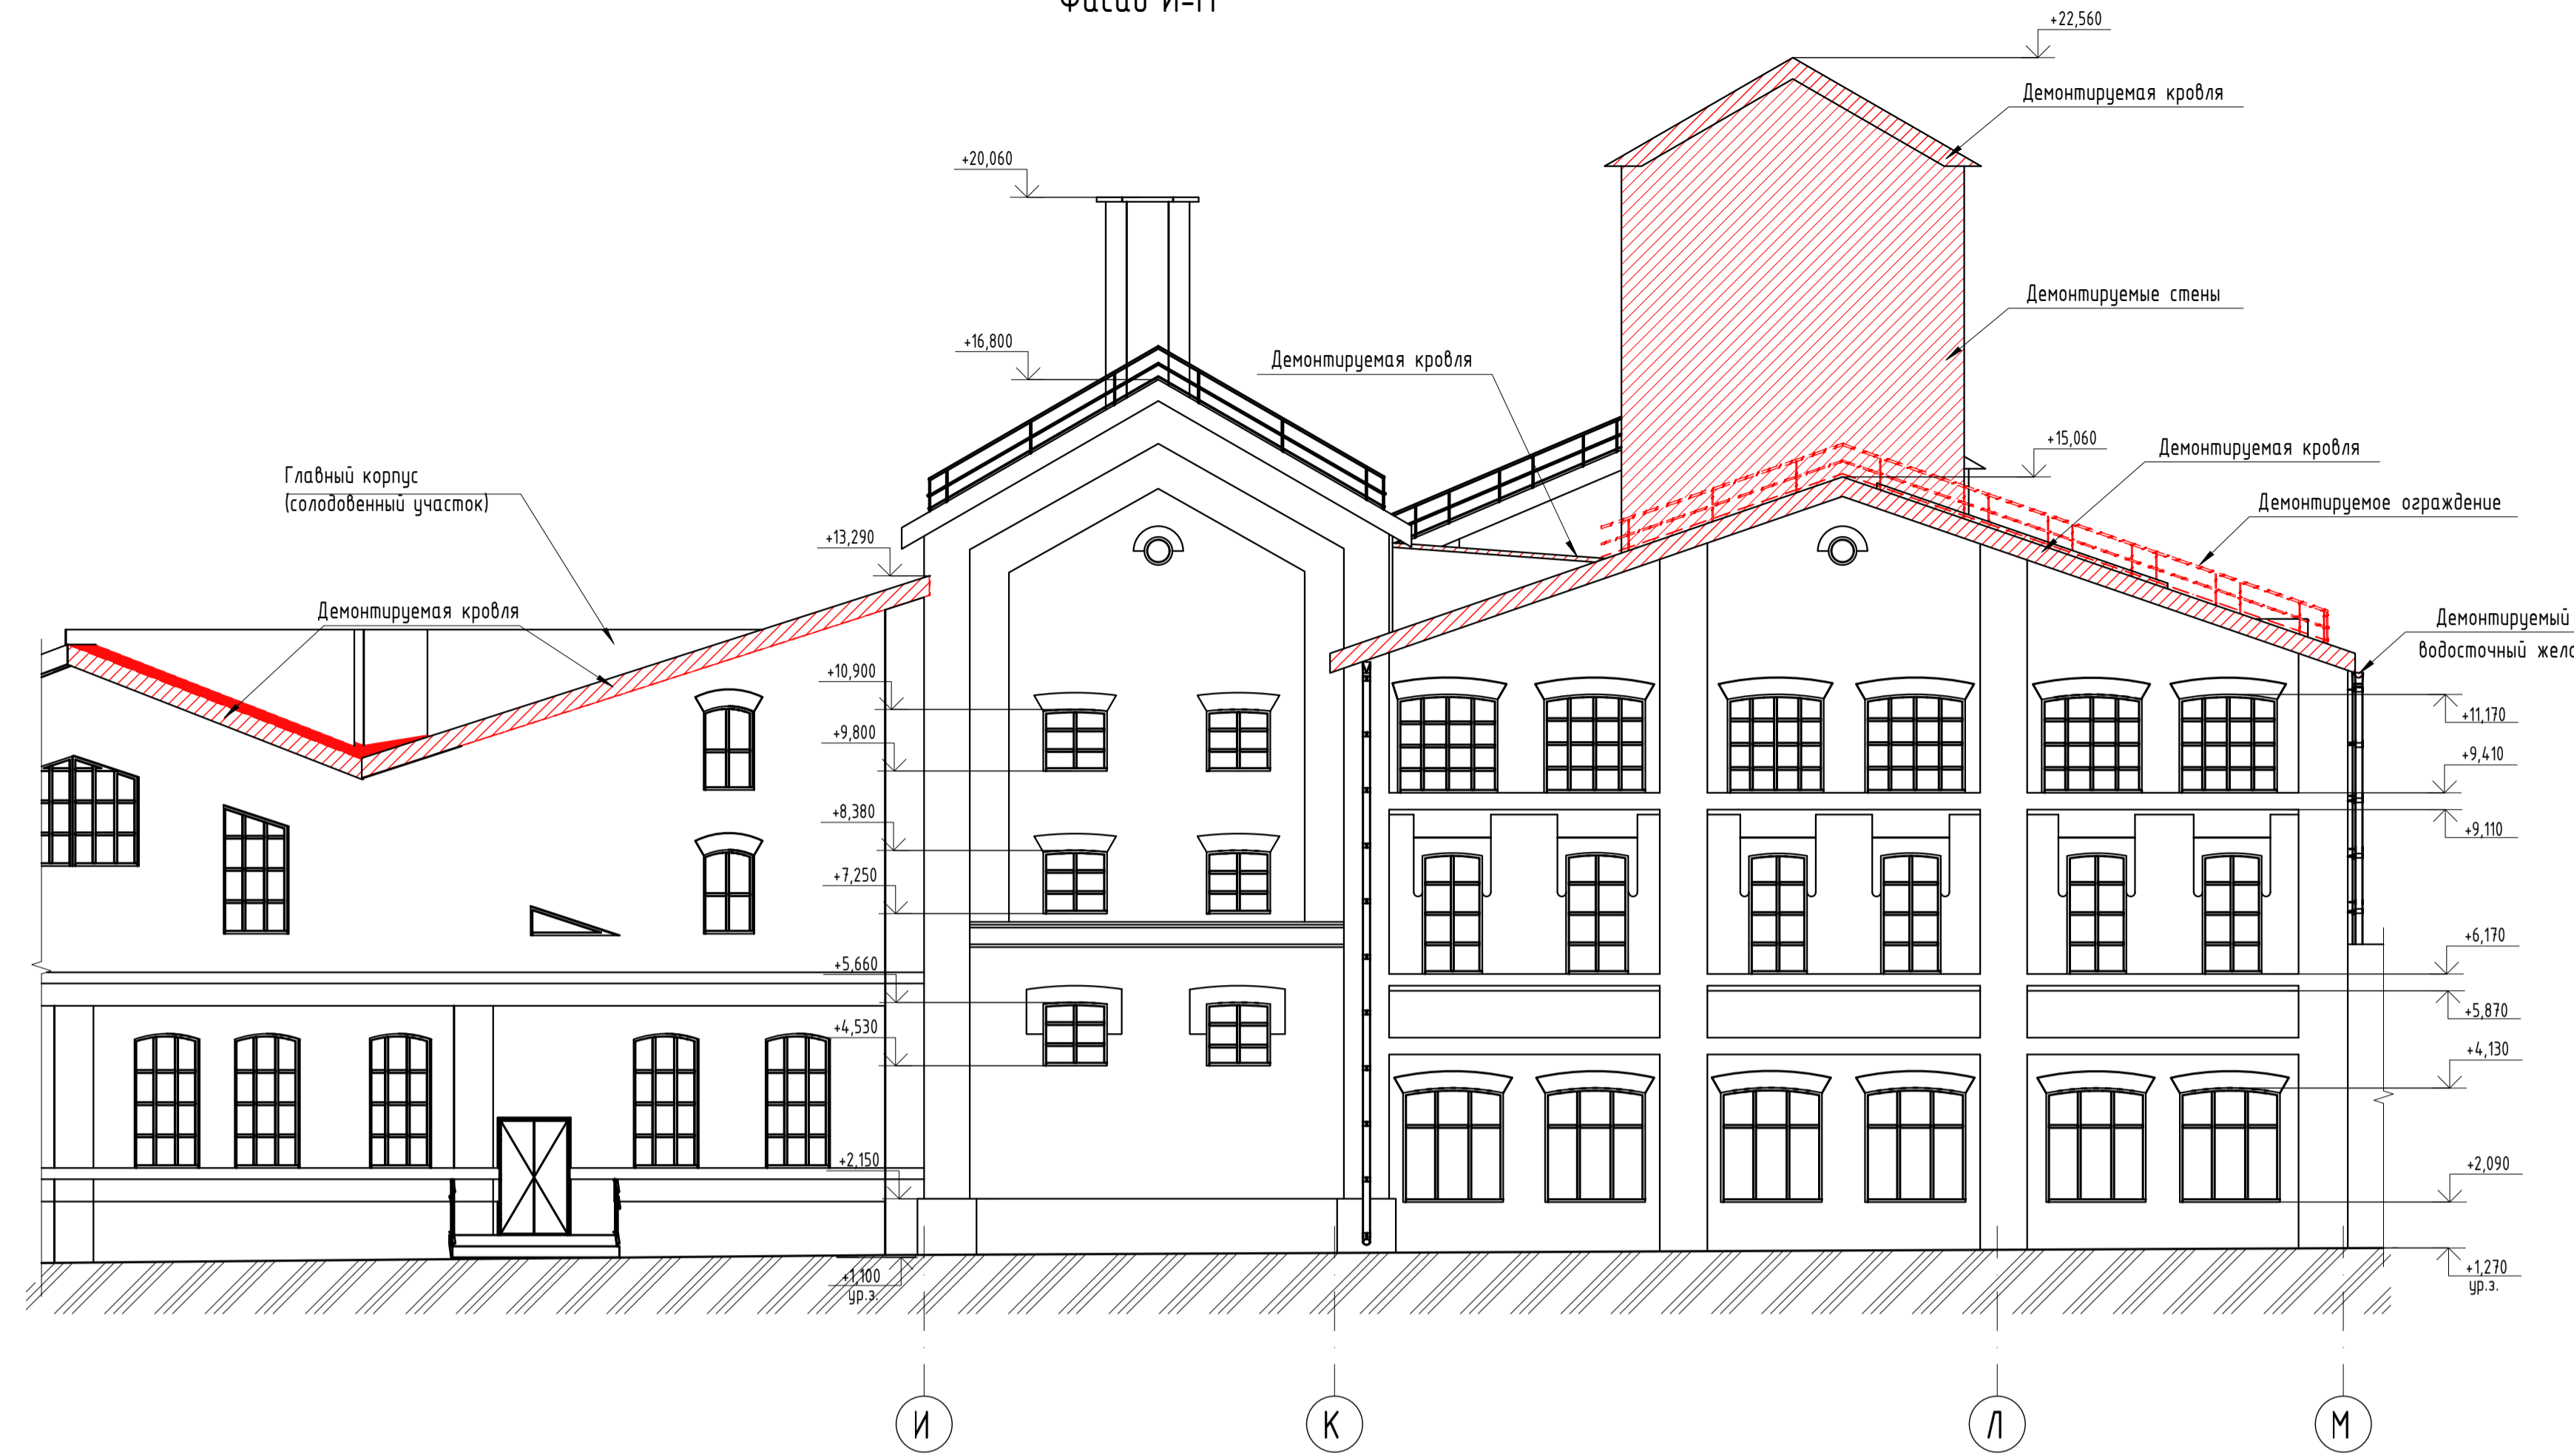 Фасад И-М
+22,560
Демонтируемая кровля
+20,060
Демонтируемые стены
+16,800
Демонтируемая кровля
+15,060
Демонтируемая кровля
Главный корпус
(солодовенный участок)
Демонтируемое ограждение
+13,290
Демонтируемая кровля
Демонтируемый
водосточный
+10,900
+11,170
+9,800
+9,410
+8,380
+9,110
+7,250
+6,170
+5,660
+5,870
+4,530
+4,130
+2,150
+2,090
+1,100
ур.з.
+1,270
ур.з.
И
К
Л
М